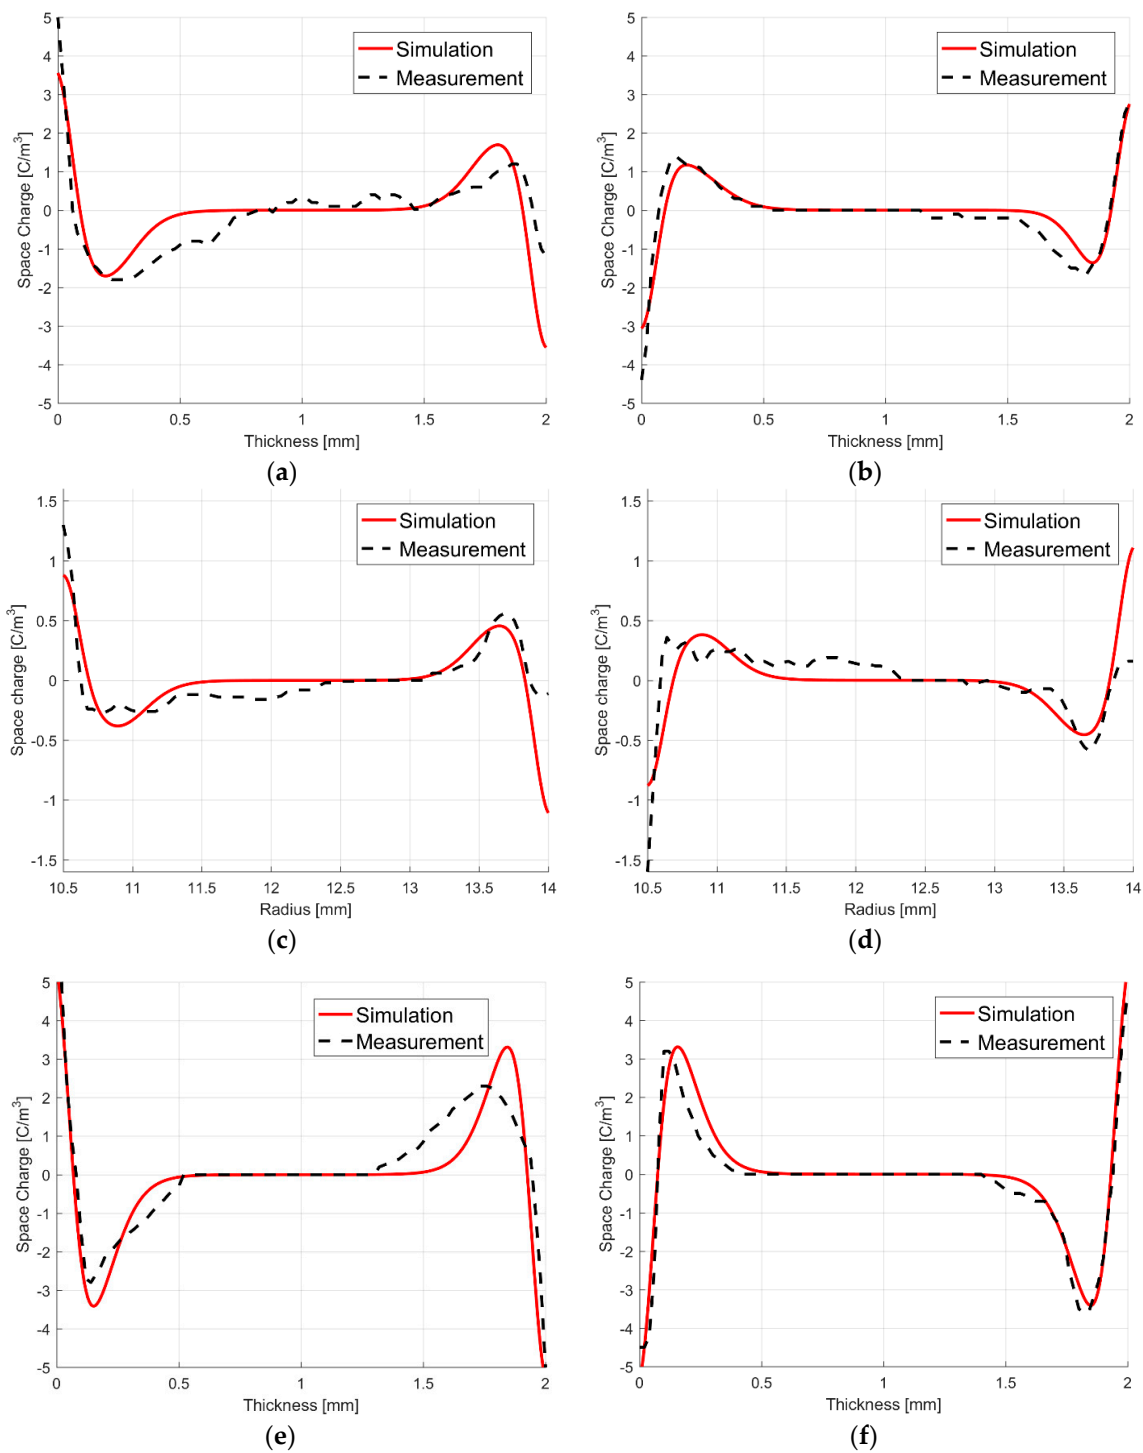 5
4
3
2
1
0
-1
-2
-3
-4
-5
Space Charge [C/m³]
Simulation
Measurement
0 0.5 1 1.5 2
Thickness [mm]
(a)
5
4
3
2
1
0
-1
-2
-3
-4
-5
Space Charge [C/m³]
Simulation
Measurement
0 0.5 1 1.5 2
Thickness [mm]
(b)
1.5
1
0.5
0
-0.5
-1
-1.5
Space charge [C/m³]
Simulation
Measurement
10.5 11 11.5 12 12.5 13 13.5 14
Radius [mm]
(c)
1.5
1
0.5
0
-0.5
-1
-1.5
Space charge [C/m³]
Simulation
Measurement
10.5 11 11.5 12 12.5 13 13.5 14
Radius [mm]
(d)
5
4
3
2
1
0
-1
-2
-3
-4
-5
Space Charge [C/m³]
Simulation
Measurement
0 0.5 1 1.5 2
Thickness [mm]
(e)
5
4
3
2
1
0
-1
-2
-3
-4
-5
Space Charge [C/m³]
Simulation
Measurement
0 0.5 1 1.5 2
Thickness [mm]
(f)